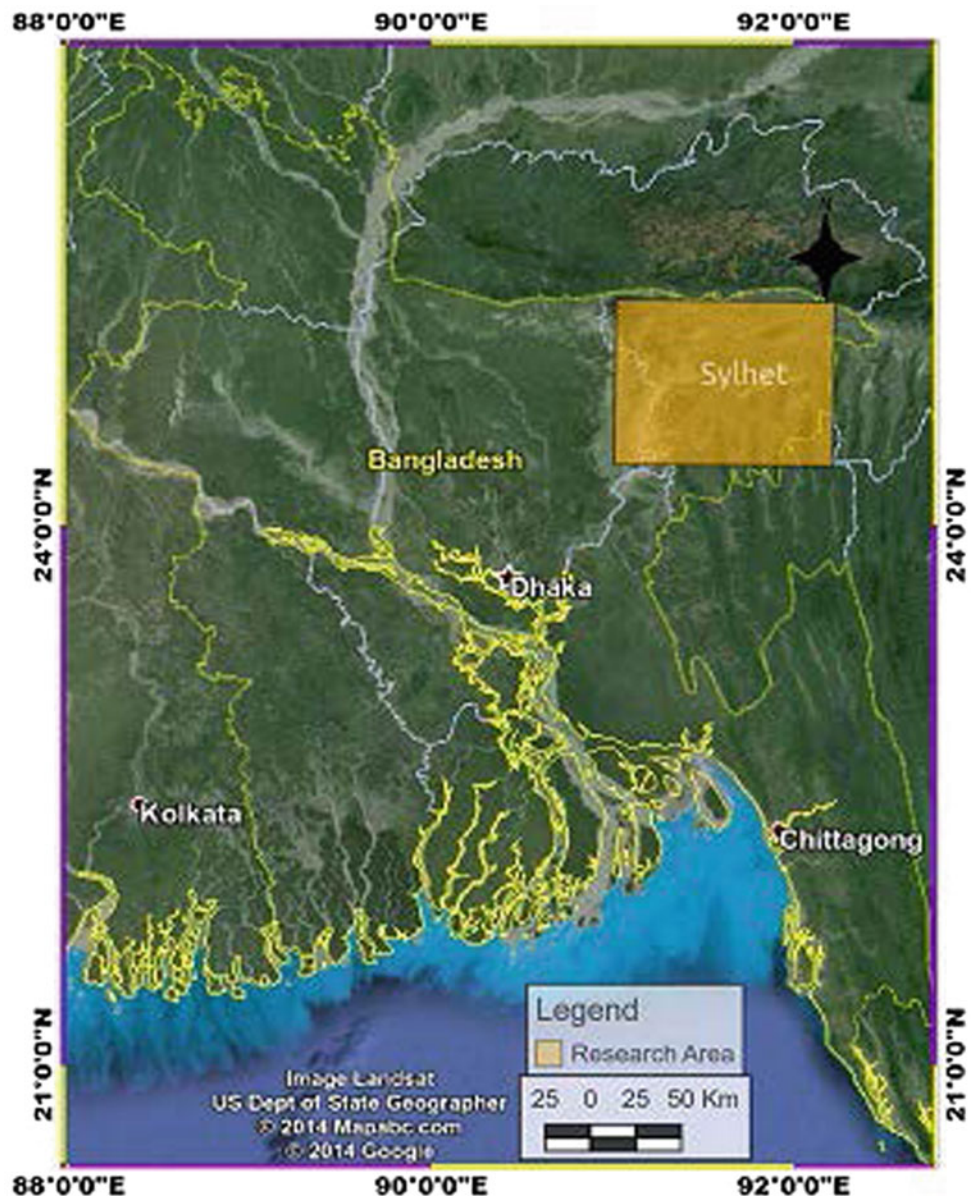 88°0'0"E 90°0'0"E 92°0'0"E
Sylhet
Bangladesh
24°0'0"N 24°0'0"N
Dhaka
Kolkata
Chittagong
Legend
Research Area
21°0'0"N 21°0'0"N
Image Landsat
US Dept of State Geographer
© 2014 Mapabc.com
© 2014 Google
25 0 25 50 Km
88°0'0"E 90°0'0"E 92°0'0"E